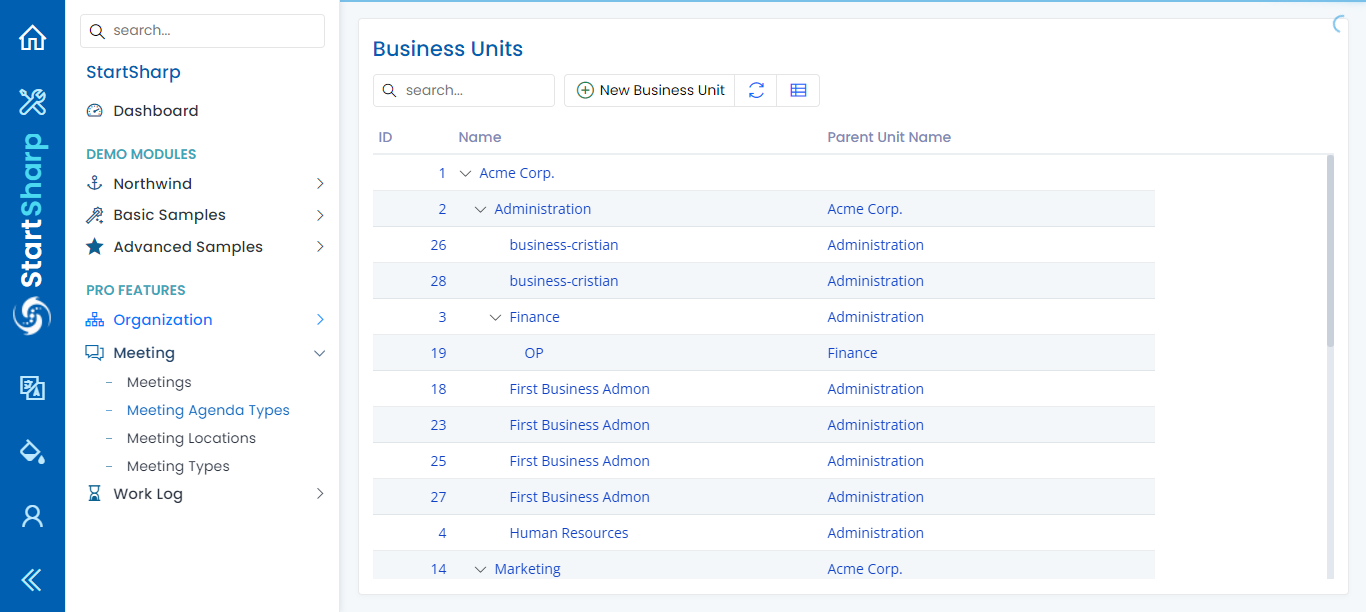 StartSharp
search...
StartSharp
Dashboard
DEMO MODULES
Northwind
Basic Samples
Advanced Samples
PRO FEATURES
Organization
Meeting
Meetings
Meeting Agenda Types
Meeting Locations
Meeting Types
Work Log
Business Units
search...
New Business Unit
ID Name Parent Unit Name
1 Acme Corp.
2 Administration Acme Corp.
26 business-cristian Administration
28 business-cristian Administration
3 Finance Administration
19 OP Finance
18 First Business Admon Administration
23 First Business Admon Administration
25 First Business Admon Administration
27 First Business Admon Administration
4 Human Resources Administration
14 Marketing Acme Corp.